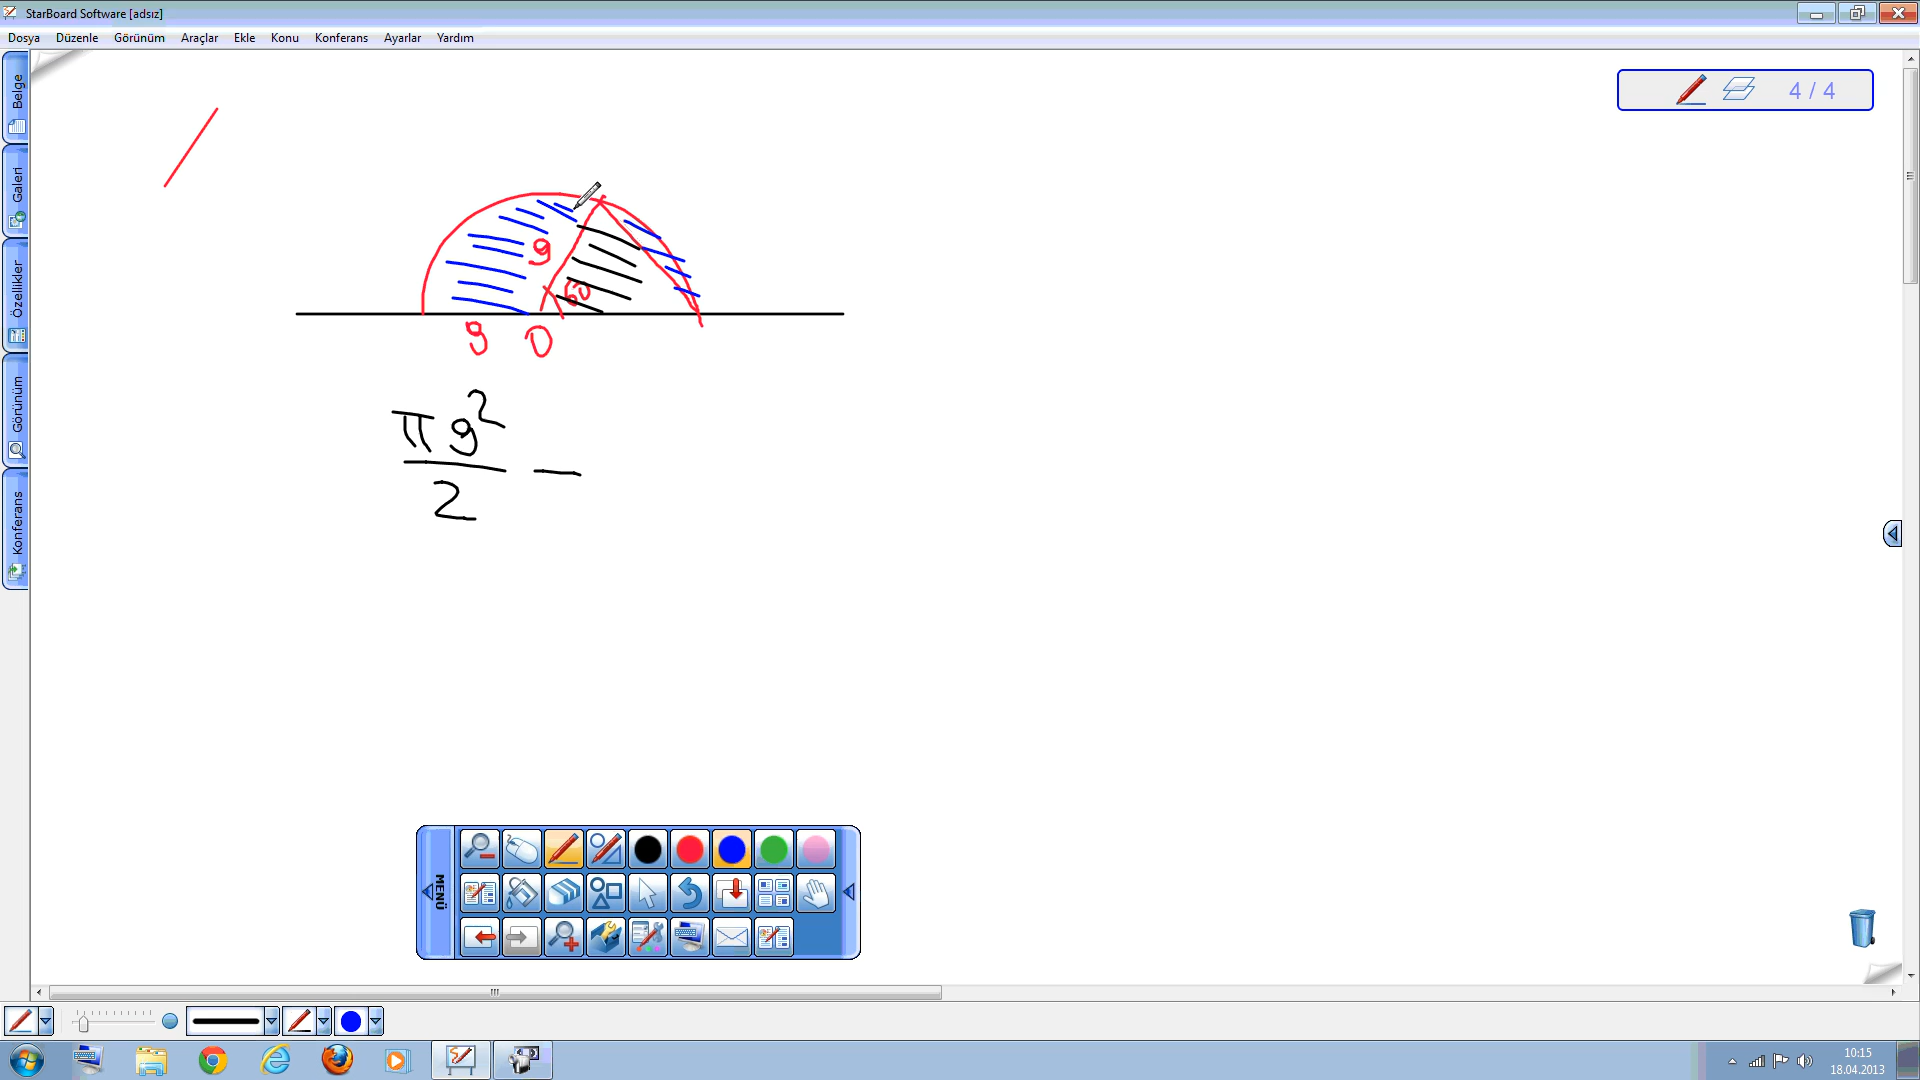 StarBoard Software [adsız]
Dosya Düzenle Görünüm Araçlar Ekle Konu Konferans Ayarlar Yardım
Belge
Galeri
Özellikler
Görünüm
Konferans
4 / 4
9
60
9 O
π 9² —
2
MENÜ
10:15
18.04.2013